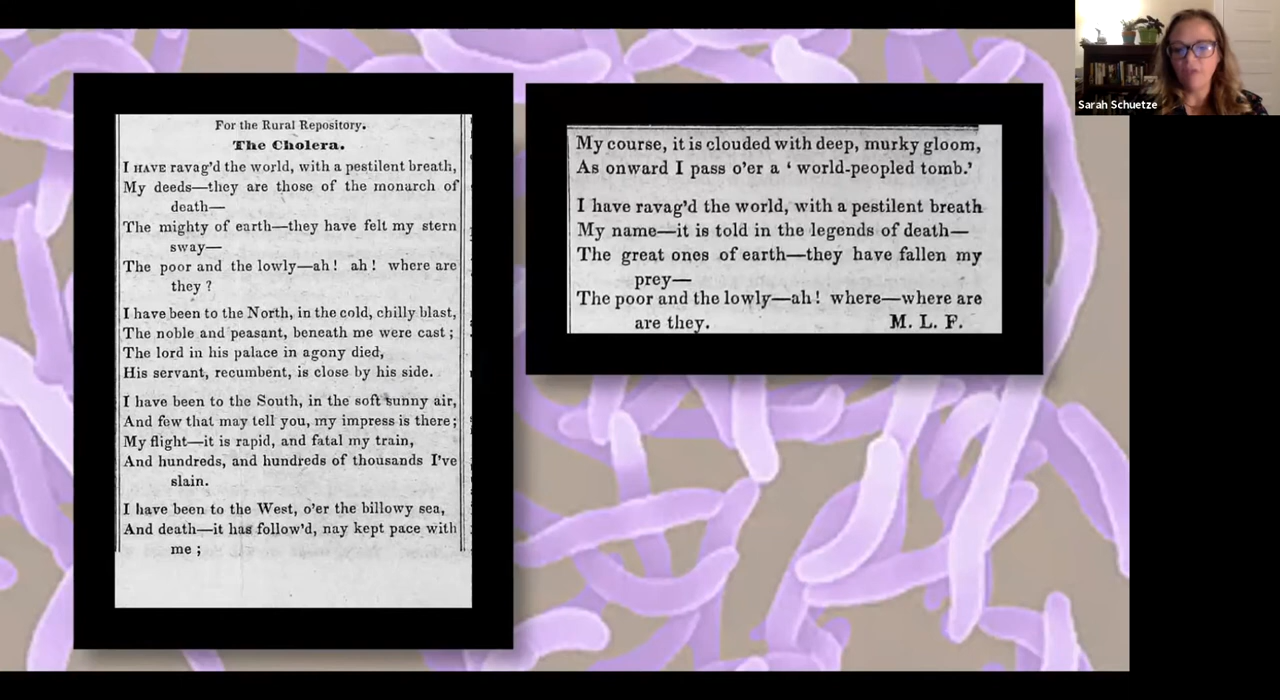 For the Rural Repository.
The Cholera.
I HAVE ravag'd the world, with a pestilent breath,
My deeds—they are those of the monarch of
death—
The mighty of earth—they have felt my stern
sway—
The poor and the lowly—ah! ah! where are
they ?
I have been to the North, in the cold, chilly blast,
The noble and peasant, beneath me were cast ;
The lord in his palace in agony died,
His servant, recumbent, is close by his side.
I have been to the South, in the soft sunny air,
And few that may tell you, my impress is there;
My flight—it is rapid, and fatal my train,
And hundreds, and hundreds of thousands I've
slain.
I have been to the West, o'er the billowy sea,
And death—it has follow'd, nay kept pace with
me ;
My course, it is clouded with deep, murky gloom,
As onward I pass o'er a ‘ world-peopled tomb.’
I have ravag'd the world, with a pestilent breath
My name—it is told in the legends of death—
The great ones of earth—they have fallen my
prey—
The poor and the lowly—ah! where—where are
are they. M. L. F.
Sarah Schuetze